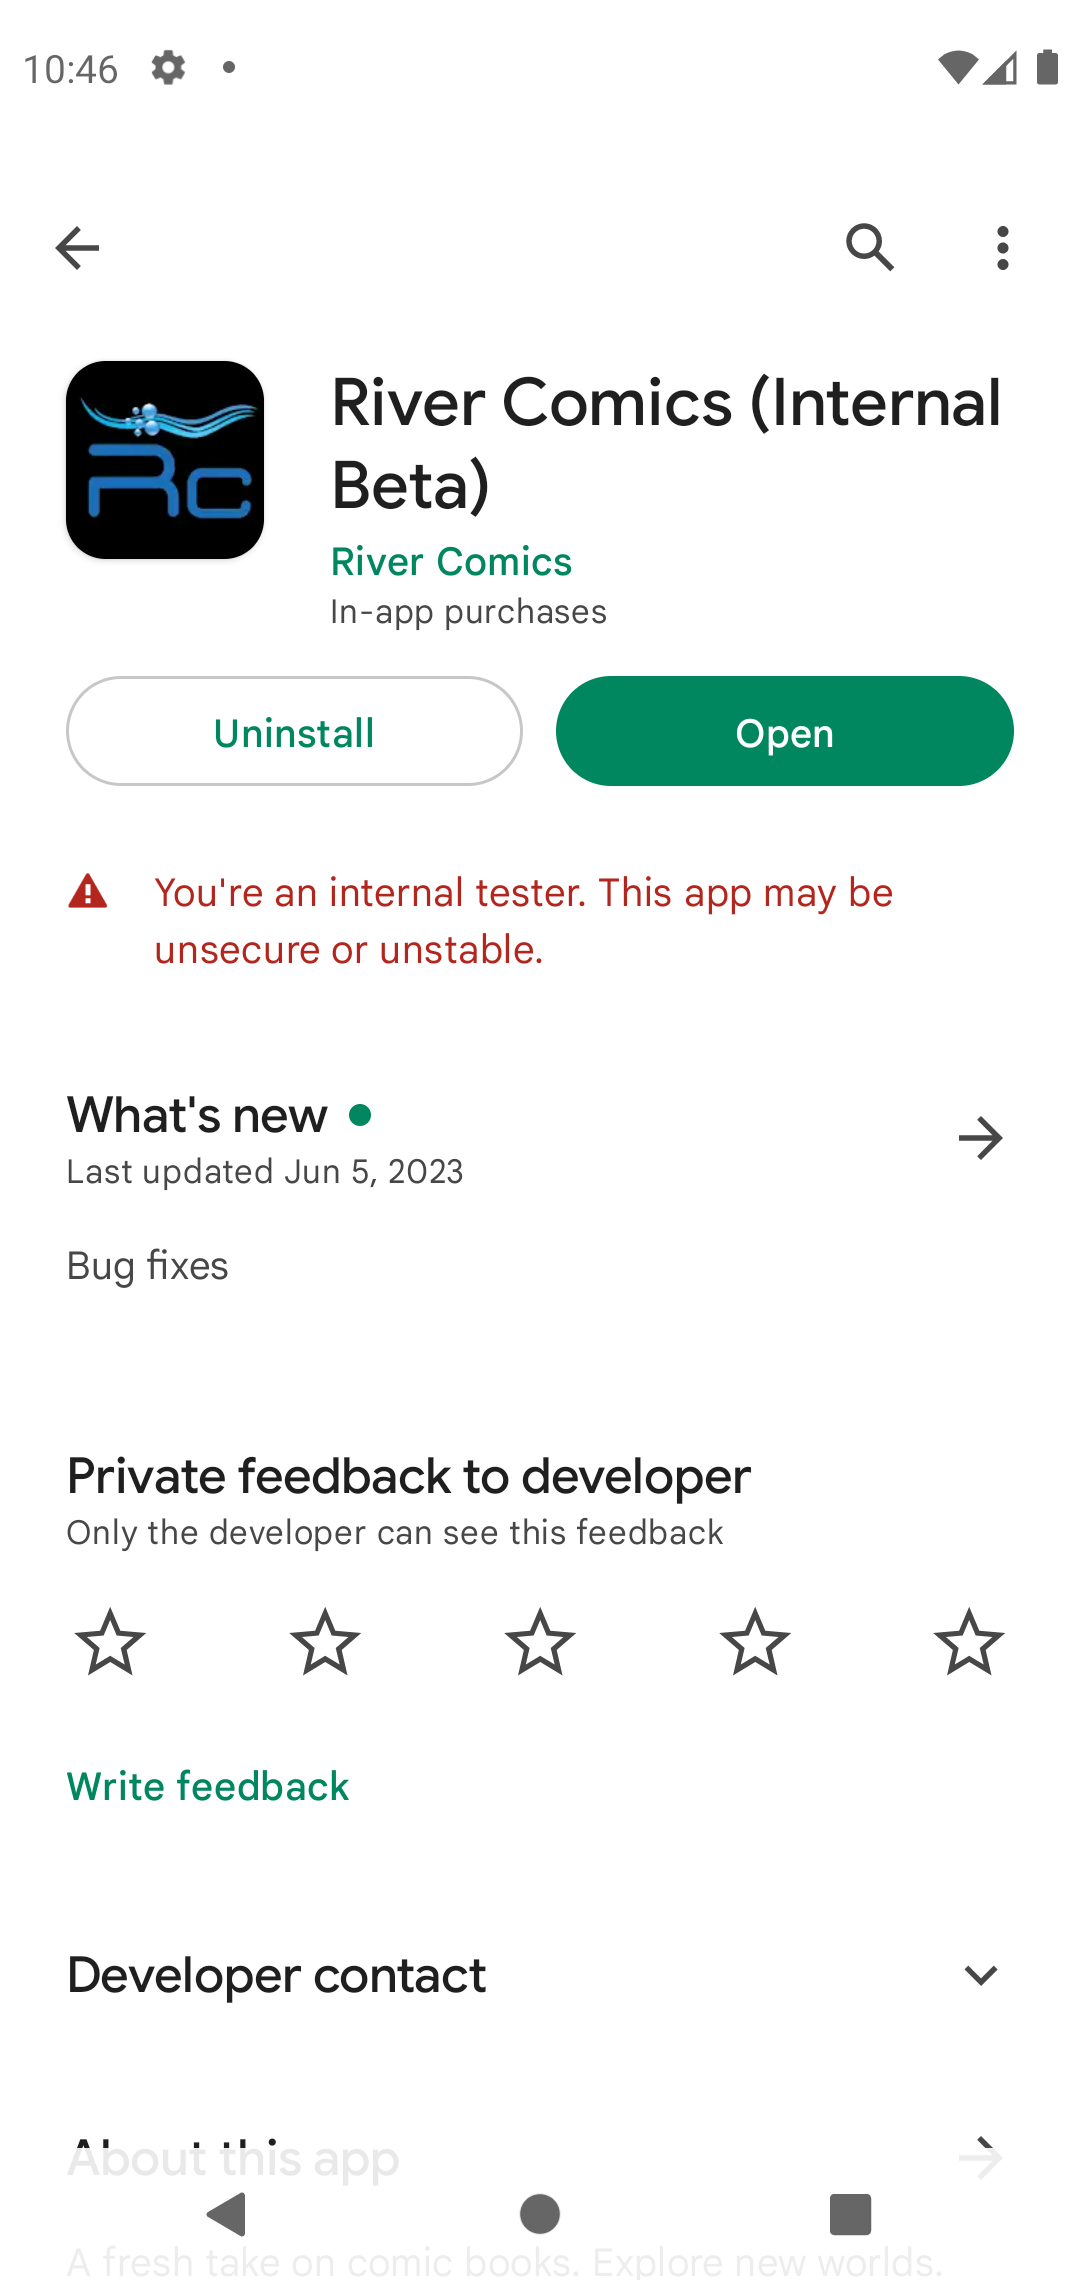 10:46
Rc
River Comics (Internal
Beta)
River Comics
In-app purchases
Uninstall
Open
You're an internal tester. This app may be
unsecure or unstable.
What's new
Last updated Jun 5, 2023
Bug fixes
Private feedback to developer
Only the developer can see this feedback
Write feedback
Developer contact
About this app
A fresh take on comic books. Explore new worlds.